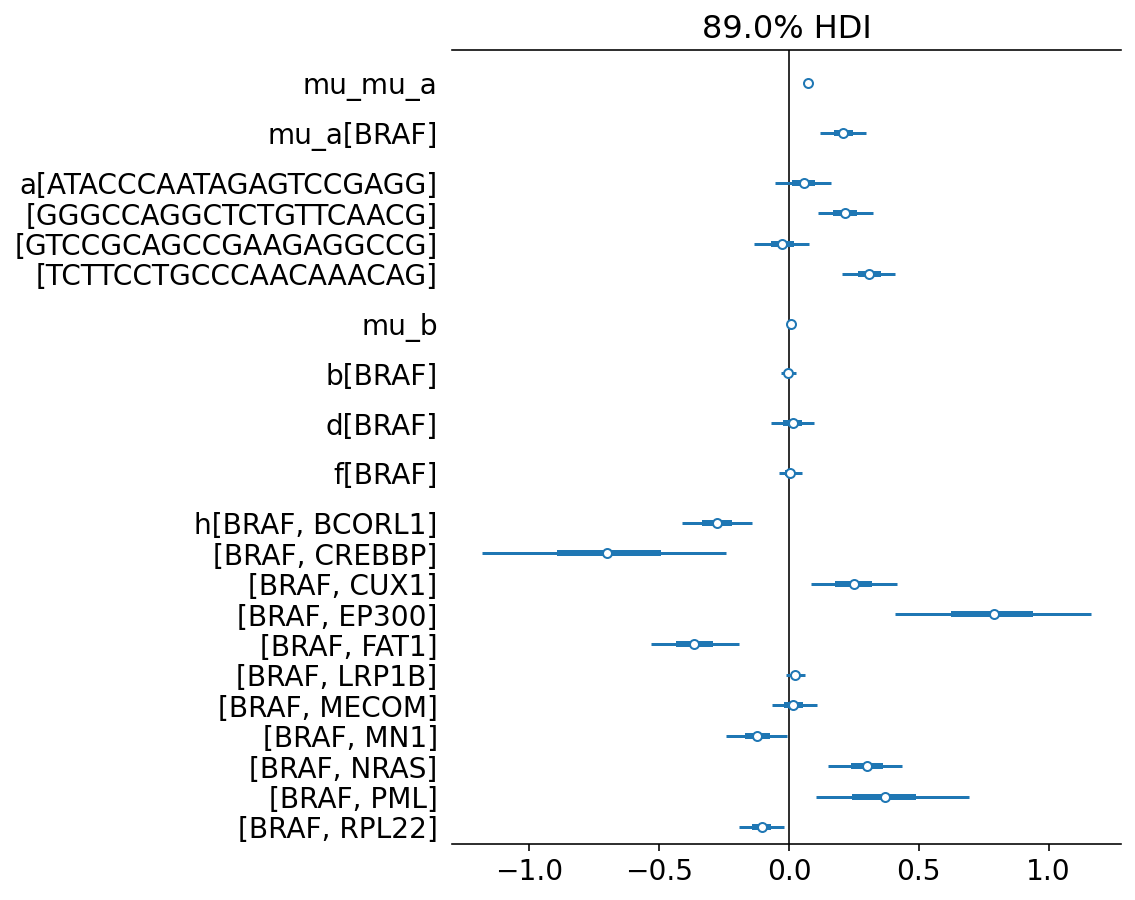 89.0% HDI
mu_mu_a
mu_a[BRAF]
a[ATACCCAATAGAGTCCGAGG]
[GGGCCAGGCTCTGTTCAACG]
[GTCCGCAGCCGAAGAGGCCG]
[TCTTCCTGCCCAACAAACAG]
mu_b
b[BRAF]
d[BRAF]
f[BRAF]
h[BRAF, BCORL1]
[BRAF, CREBBP]
[BRAF, CUX1]
[BRAF, EP300]
[BRAF, FAT1]
[BRAF, LRP1B]
[BRAF, MECOM]
[BRAF, MN1]
[BRAF, NRAS]
[BRAF, PML]
[BRAF, RPL22]
−1.0 −0.5 0.0 0.5 1.0